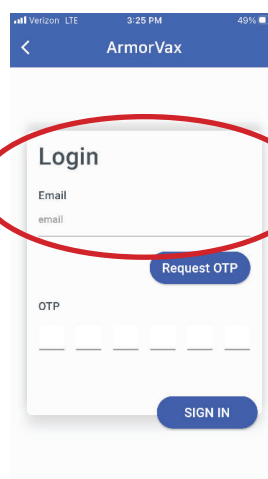 Verizon LTE 3:25 PM 49%
ArmorVax
Login
Email
email
Request OTP
OTP
SIGN IN